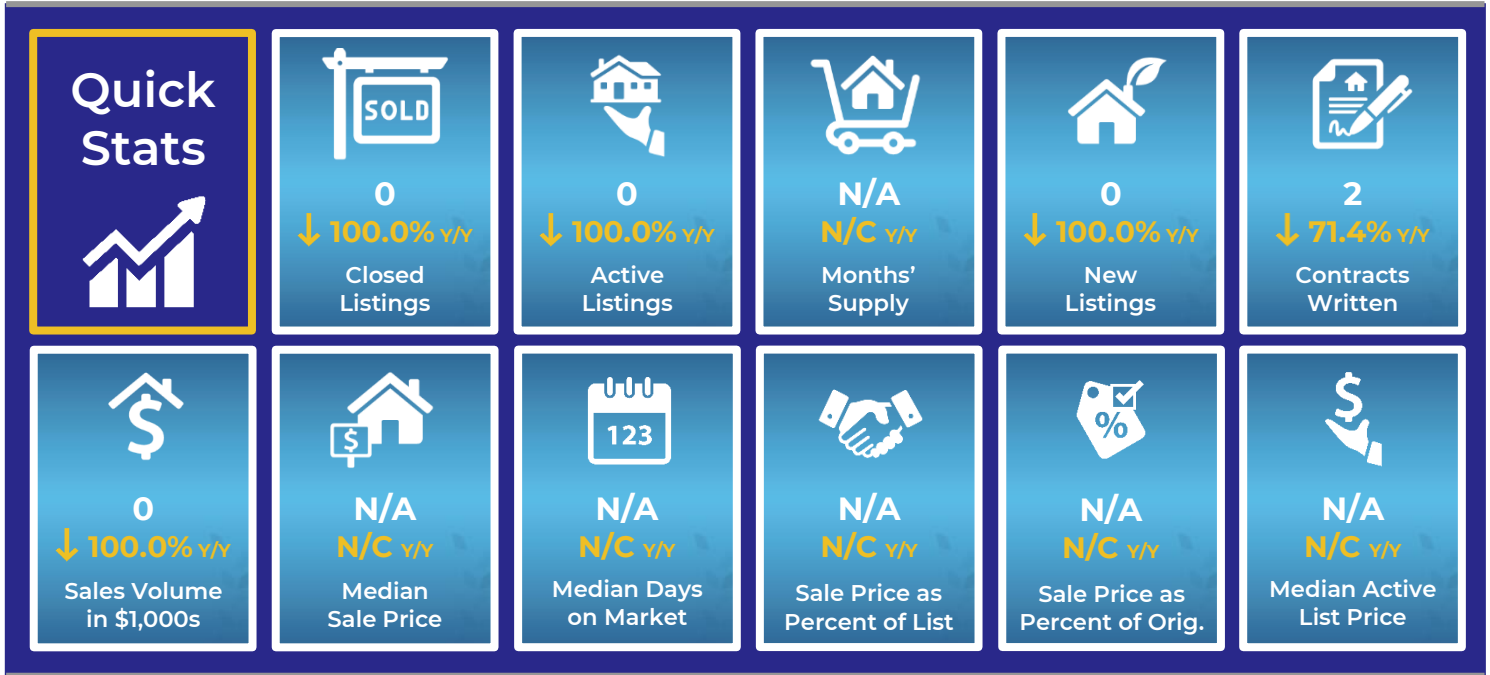 Quick
Stats
SOLD
0
↓ 100.0% Y/Y
Closed
Listings
0
↓ 100.0% Y/Y
Active
Listings
N/A
N/C Y/Y
Months’
Supply
0
↓ 100.0% Y/Y
New
Listings
2
↓ 71.4% Y/Y
Contracts
Written
$
0
↓ 100.0% Y/Y
Sales Volume
in $1,000s
$
N/A
N/C Y/Y
Median
Sale Price
123
N/A
N/C Y/Y
Median Days
on Market
N/A
N/C Y/Y
Sale Price as
Percent of List
%
N/A
N/C Y/Y
Sale Price as
Percent of Orig.
$
N/A
N/C Y/Y
Median Active
List Price